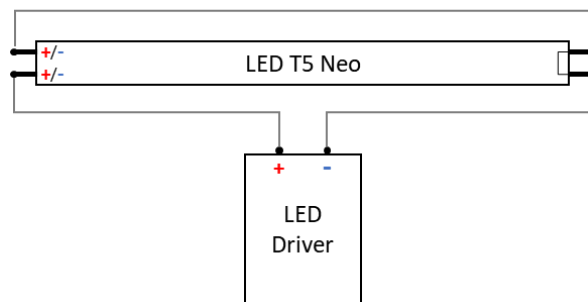 +/-
LED T5 Neo
+/-
+ -
LED
Driver